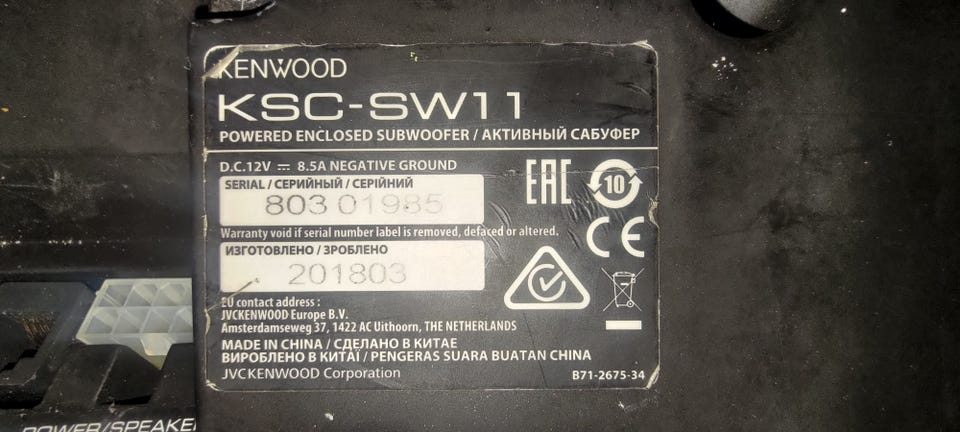 KENWOOD
KSC-SW11
POWERED ENCLOSED SUBWOOFER / АКТИВНЫЙ САБУФЕР
D.C.12V ⎓ 8.5A NEGATIVE GROUND
SERIAL / СЕРИЙНЫЙ / СЕРІЙНИЙ
803 01985
Warranty void if serial number label is removed, defaced or altered.
ИЗГОТОВЛЕНО / ЗРОБЛЕНО
201803
EAC
10
CE
EU contact address :
JVCKENWOOD Europe B.V.
Amsterdamseweg 37, 1422 AC Uithoorn, THE NETHERLANDS
MADE IN CHINA / СДЕЛАНО В КИТАЕ
ВИРОБЛЕНО В КИТАЇ / PENGERAS SUARA BUATAN CHINA
JVCKENWOOD Corporation
B71-2675-34
POWER/SPEAKE